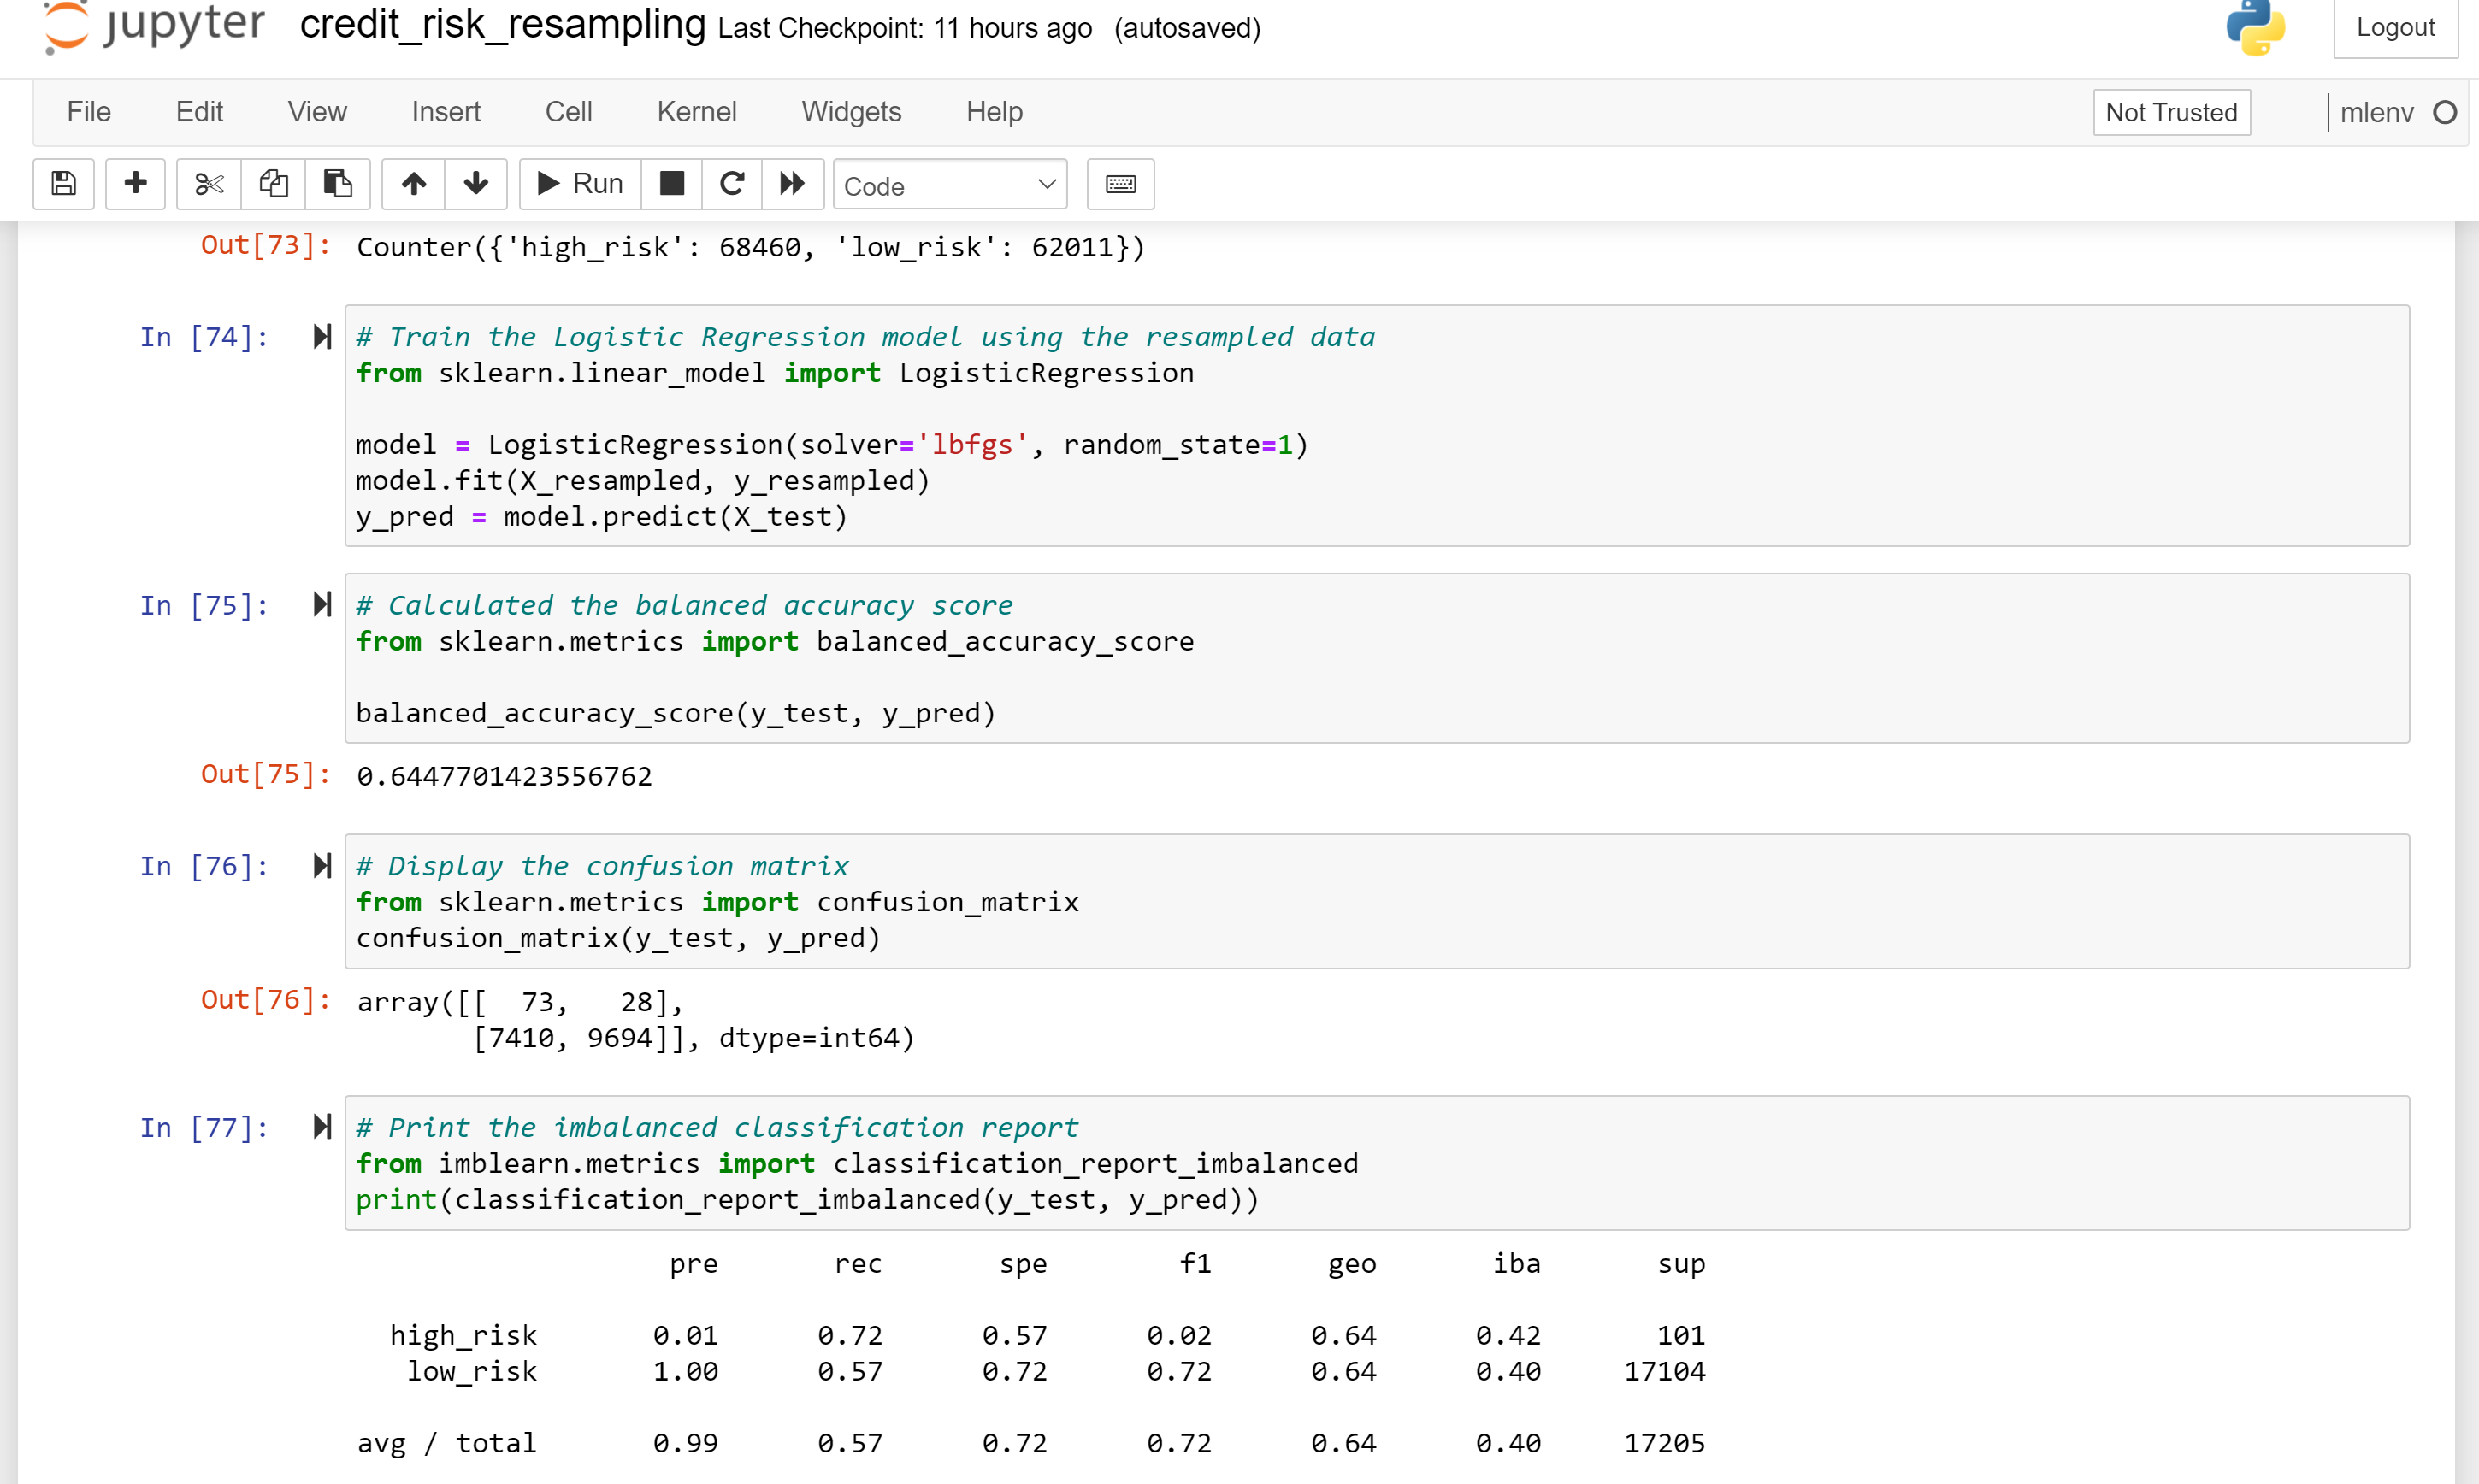 jupyter credit_risk_resampling Last Checkpoint: 11 hours ago (autosaved) Logout
File Edit View Insert Cell Kernel Widgets Help Not Trusted mlenv
Run Code
Out[73]: Counter({'high_risk': 68460, 'low_risk': 62011})
In [74]: # Train the Logistic Regression model using the resampled data
from sklearn.linear_model import LogisticRegression
model = LogisticRegression(solver='lbfgs', random_state=1)
model.fit(X_resampled, y_resampled)
y_pred = model.predict(X_test)
In [75]: # Calculated the balanced accuracy score
from sklearn.metrics import balanced_accuracy_score
balanced_accuracy_score(y_test, y_pred)
Out[75]: 0.6447701423556762
In [76]: # Display the confusion matrix
from sklearn.metrics import confusion_matrix
confusion_matrix(y_test, y_pred)
Out[76]: array([[  73,   28],
       [7410, 9694]], dtype=int64)
In [77]: # Print the imbalanced classification report
from imblearn.metrics import classification_report_imbalanced
print(classification_report_imbalanced(y_test, y_pred))
pre rec spe f1 geo iba sup
high_risk 0.01 0.72 0.57 0.02 0.64 0.42 101
low_risk 1.00 0.57 0.72 0.72 0.64 0.40 17104
avg / total 0.99 0.57 0.72 0.72 0.64 0.40 17205